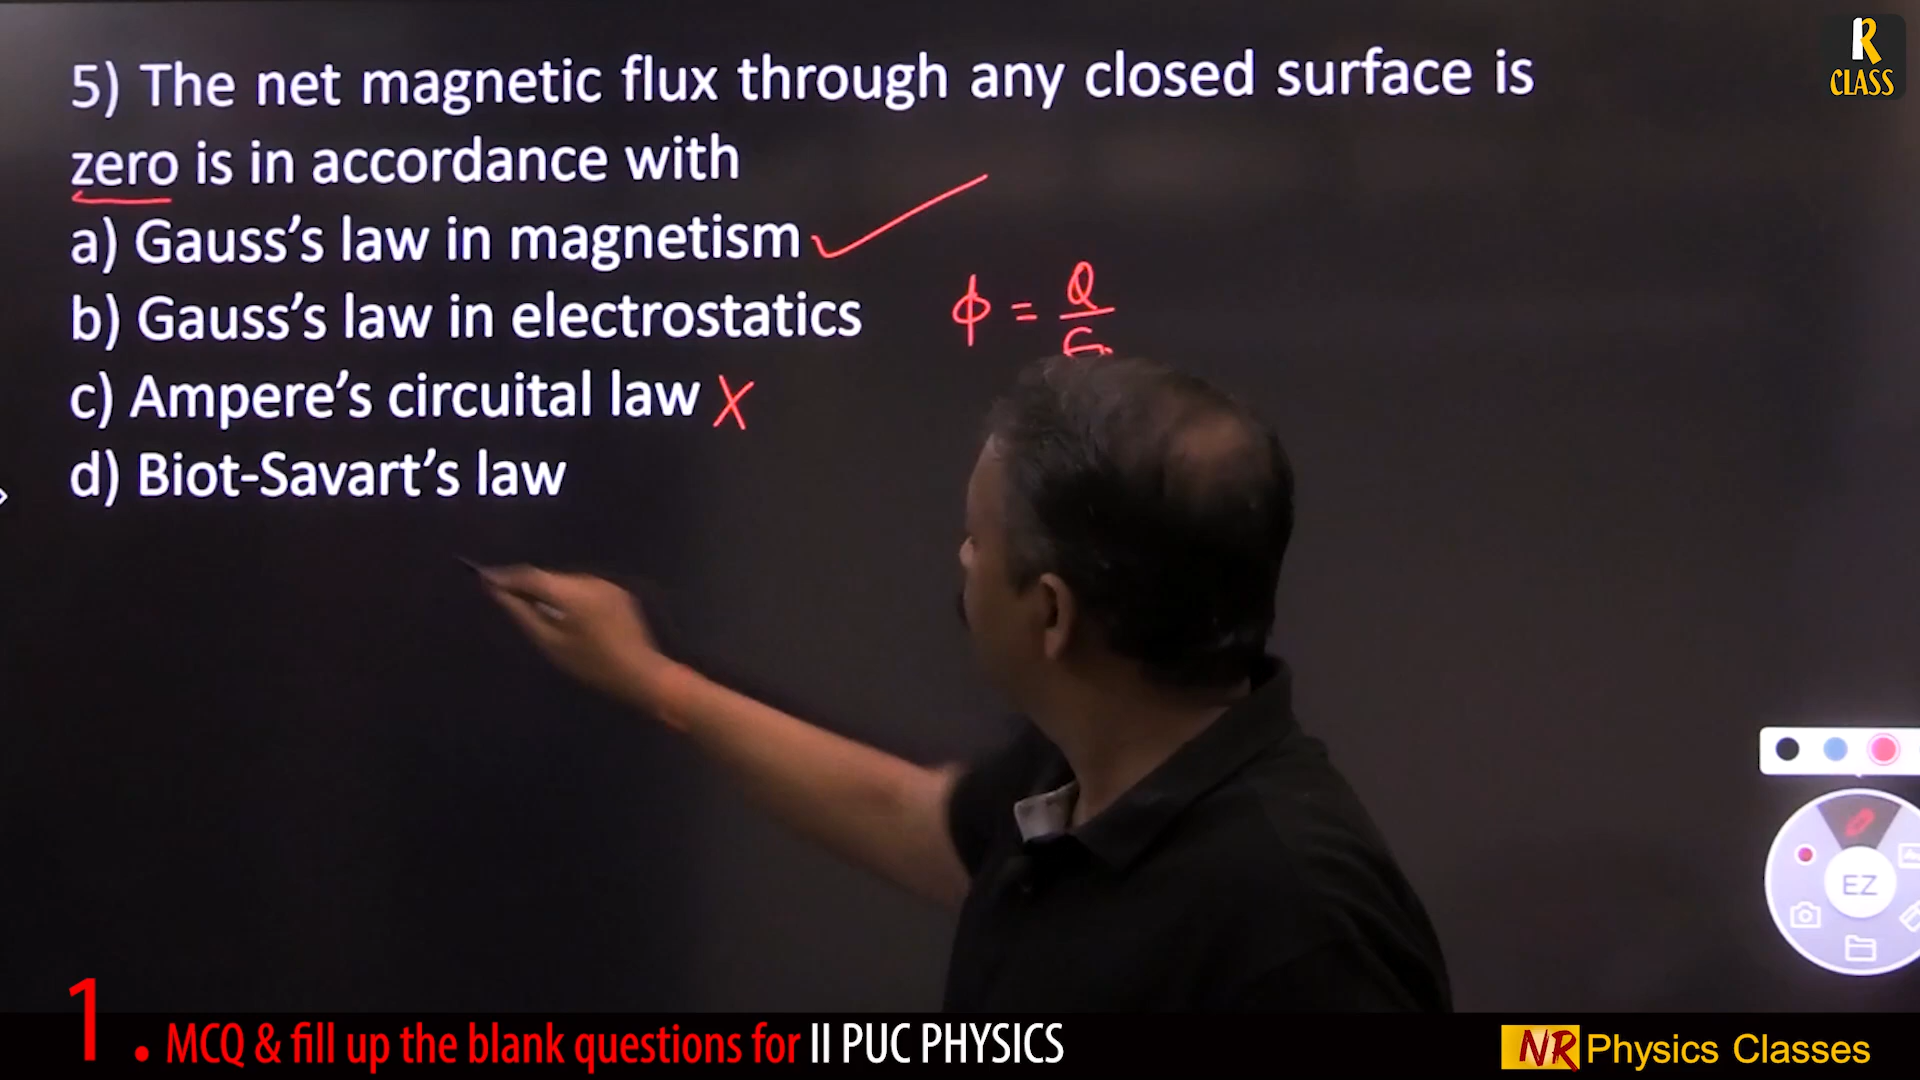 5) The net magnetic flux through any closed surface is
zero is in accordance with
a) Gauss’s law in magnetism
b) Gauss’s law in electrostatics
c) Ampere’s circuital law X
d) Biot-Savart’s law
ϕ = Q
R
CLASS
EZ
1. MCQ & fill up the blank questions for II PUC PHYSICS
NR Physics Classes